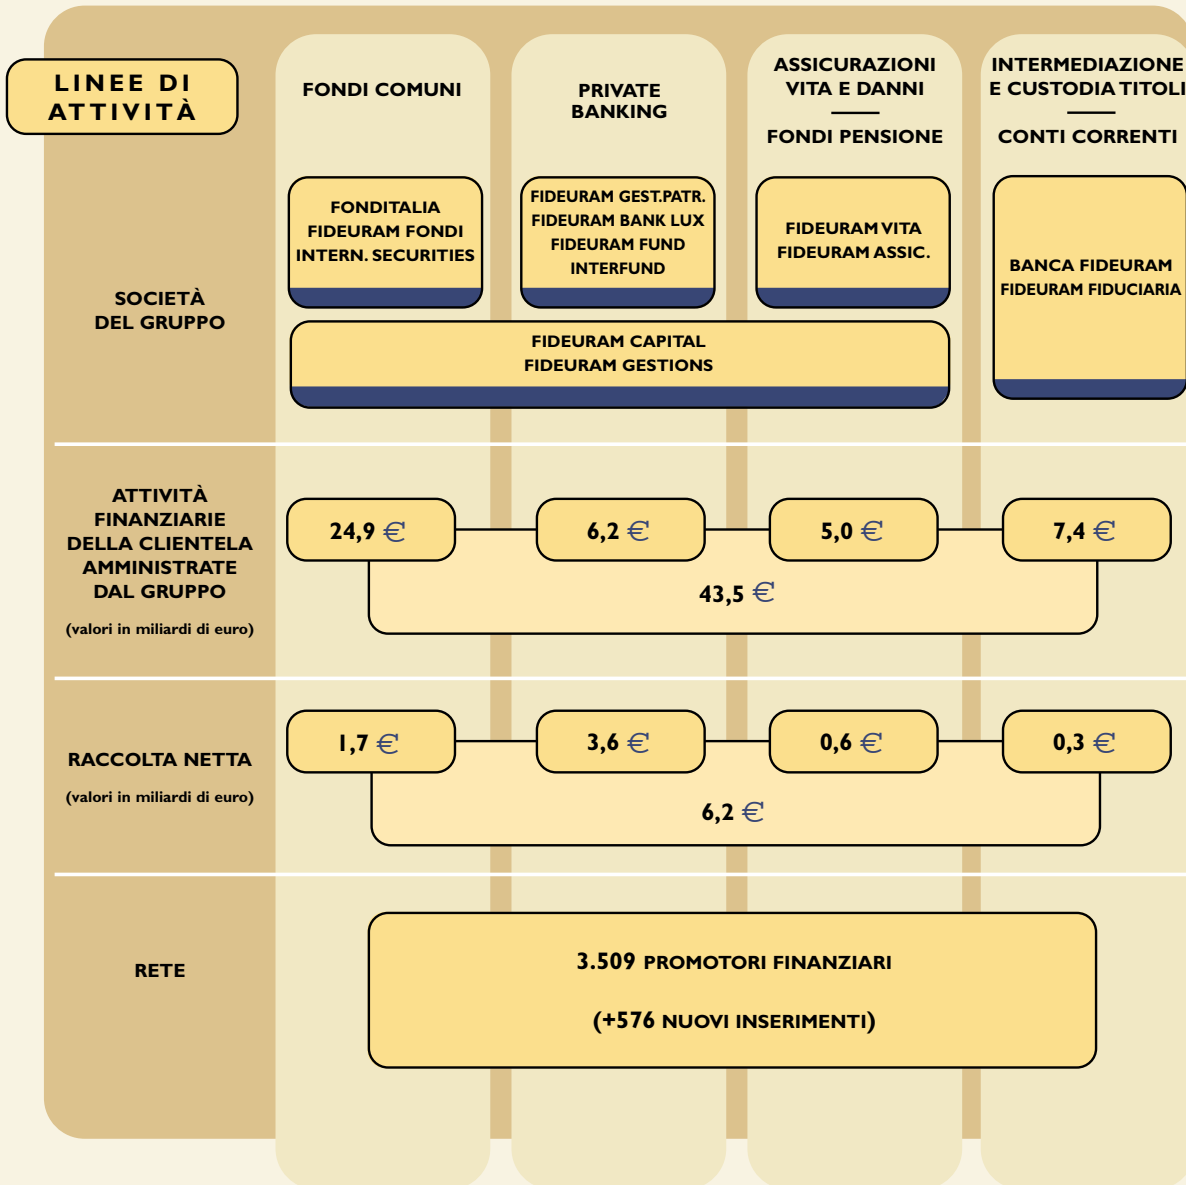 LINEE DI
ATTIVITÀ
FONDI COMUNI
PRIVATE
BANKING
ASSICURAZIONI
VITA E DANNI
FONDI PENSIONE
INTERMEDIAZIONE
E CUSTODIA TITOLI
CONTI CORRENTI
SOCIETÀ
DEL GRUPPO
FONDITALIA
FIDEURAM FONDI
INTERN. SECURITIES
FIDEURAM GEST.PATR.
FIDEURAM BANK LUX
FIDEURAM FUND
INTERFUND
FIDEURAM VITA
FIDEURAM ASSIC.
BANCA FIDEURAM
FIDEURAM FIDUCIARIA
FIDEURAM CAPITAL
FIDEURAM GESTIONS
ATTIVITÀ
FINANZIARIE
DELLA CLIENTELA
AMMINISTRATE
DAL GRUPPO
(valori in miliardi di euro)
24,9 €
6,2 €
5,0 €
7,4 €
43,5 €
RACCOLTA NETTA
(valori in miliardi di euro)
1,7 €
3,6 €
0,6 €
0,3 €
6,2 €
RETE
3.509 PROMOTORI FINANZIARI
(+576 NUOVI INSERIMENTI)